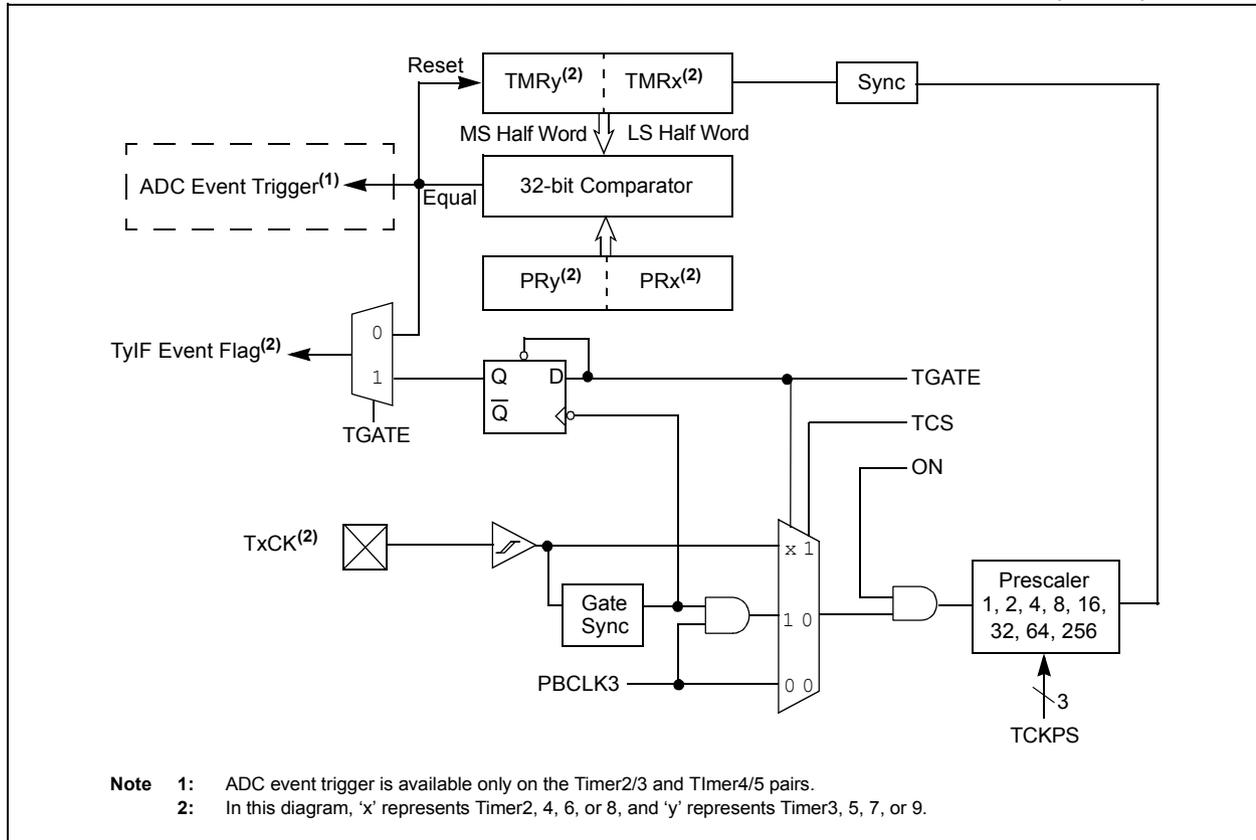 Reset
TMRy(2) TMRx(2)
Sync
MS Half Word LS Half Word
ADC Event Trigger(1)
Equal
32-bit Comparator
PRy(2) PRx(2)
0
TyIF Event Flag(2)
1
Q D
Q̅
TGATE
TGATE
TCS
ON
TxCK(2)
x 1
Gate
Sync
1 0
Prescaler
1, 2, 4, 8, 16,
32, 64, 256
PBCLK3
0 0
3
TCKPS
Note 1: ADC event trigger is available only on the Timer2/3 and TImer4/5 pairs.
2: In this diagram, ‘x’ represents Timer2, 4, 6, or 8, and ‘y’ represents Timer3, 5, 7, or 9.